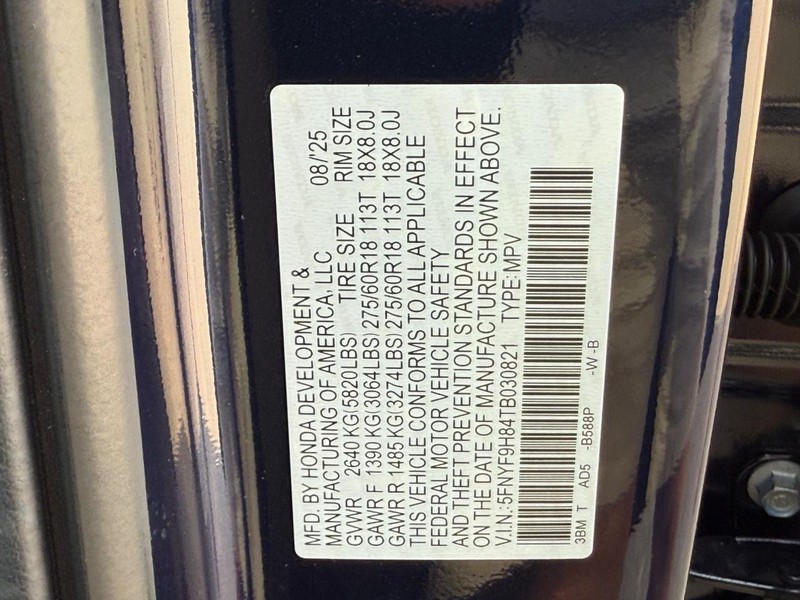 MFD. BY HONDA DEVELOPMENT &
MANUFACTURING OF AMERICA, LLC 08/'25
GVWR 2640 KG(5820LBS) TIRE SIZE RIM SIZE
GAWR F 1390 KG(3064LBS) 275/60R18 113T 18X8.0J
GAWR R 1485 KG(3274LBS) 275/60R18 113T 18X8.0J
THIS VEHICLE CONFORMS TO ALL APPLICABLE
FEDERAL MOTOR VEHICLE SAFETY
AND THEFT PREVENTION STANDARDS IN EFFECT
ON THE DATE OF MANUFACTURE SHOWN ABOVE.
V.I.N.:5FNYF9H84TB030821 TYPE:MPV
3BM T AD5 -B588P -W -B